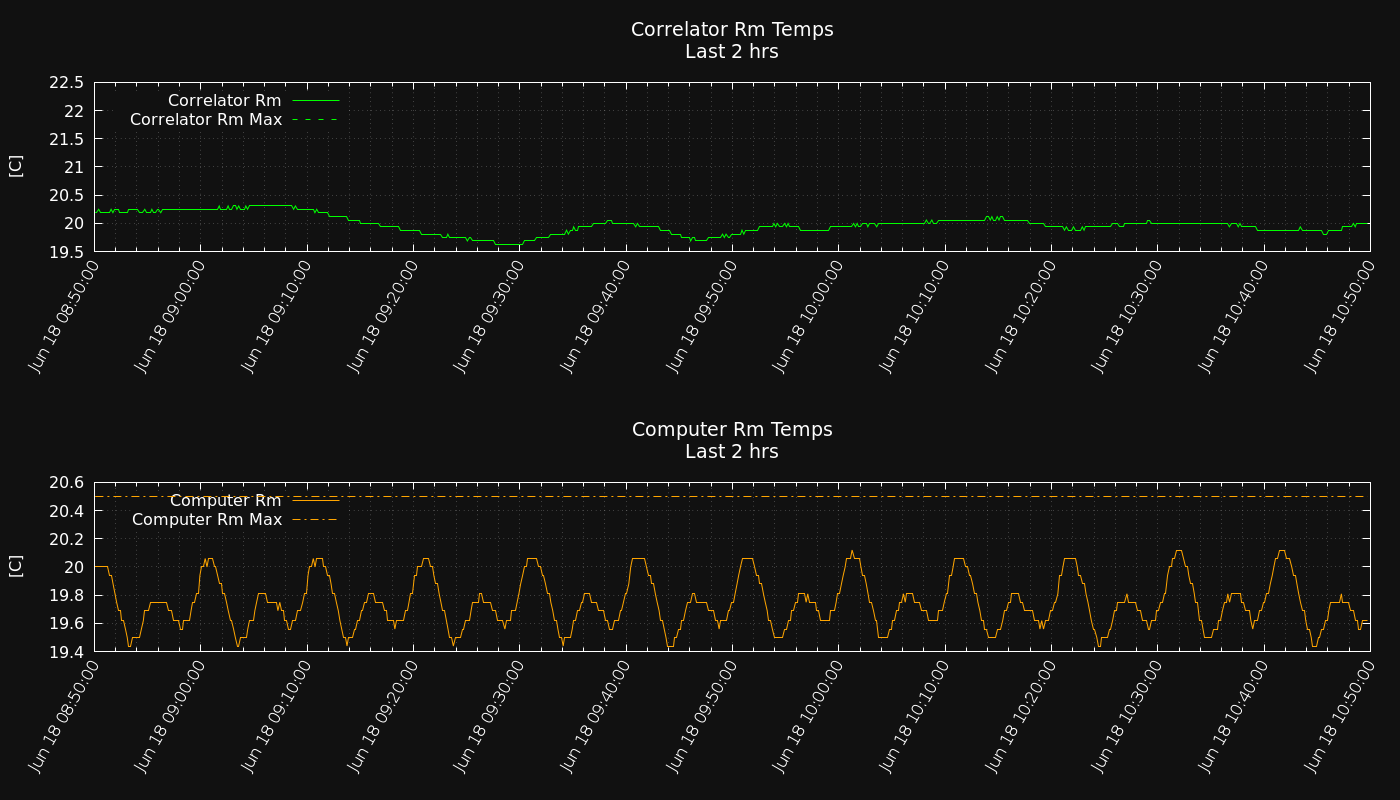 Correlator Rm Temps
Last 2 hrs
22.5
22
21.5
21
20.5
20
19.5
[C]
Correlator Rm
Correlator Rm Max
Jun 18 08:50:00
Jun 18 09:00:00
Jun 18 09:10:00
Jun 18 09:20:00
Jun 18 09:30:00
Jun 18 09:40:00
Jun 18 09:50:00
Jun 18 10:00:00
Jun 18 10:10:00
Jun 18 10:20:00
Jun 18 10:30:00
Jun 18 10:40:00
Jun 18 10:50:00
Computer Rm Temps
Last 2 hrs
20.6
20.4
20.2
20
19.8
19.6
19.4
[C]
Computer Rm
Computer Rm Max
Jun 18 08:50:00
Jun 18 09:00:00
Jun 18 09:10:00
Jun 18 09:20:00
Jun 18 09:30:00
Jun 18 09:40:00
Jun 18 09:50:00
Jun 18 10:00:00
Jun 18 10:10:00
Jun 18 10:20:00
Jun 18 10:30:00
Jun 18 10:40:00
Jun 18 10:50:00